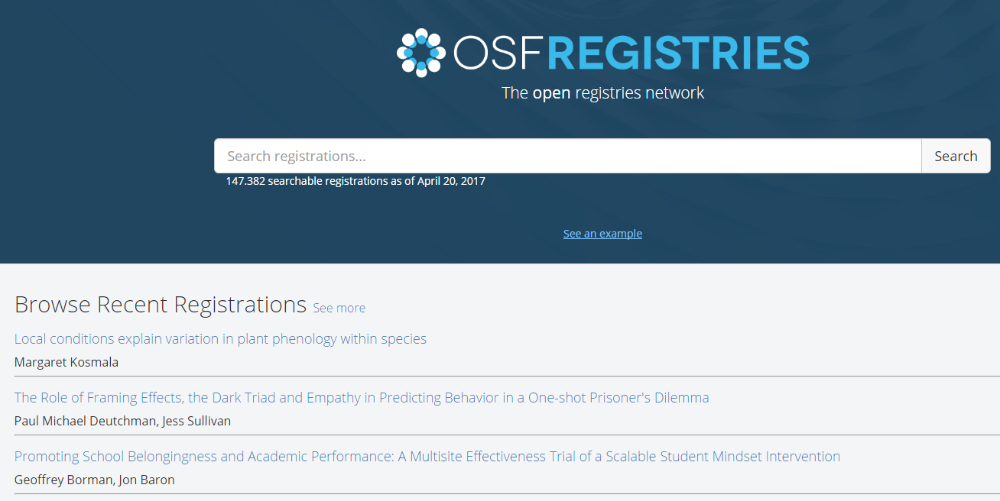 OSFREGISTRIES
The open registries network
Search registrations...
Search
147.382 searchable registrations as of April 20, 2017
See an example
Browse Recent Registrations See more
Local conditions explain variation in plant phenology within species
Margaret Kosmala
The Role of Framing Effects, the Dark Triad and Empathy in Predicting Behavior in a One-shot Prisoner's Dilemma
Paul Michael Deutchman, Jess Sullivan
Promoting School Belongingness and Academic Performance: A Multisite Effectiveness Trial of a Scalable Student Mindset Intervention
Geoffrey Borman, Jon Baron